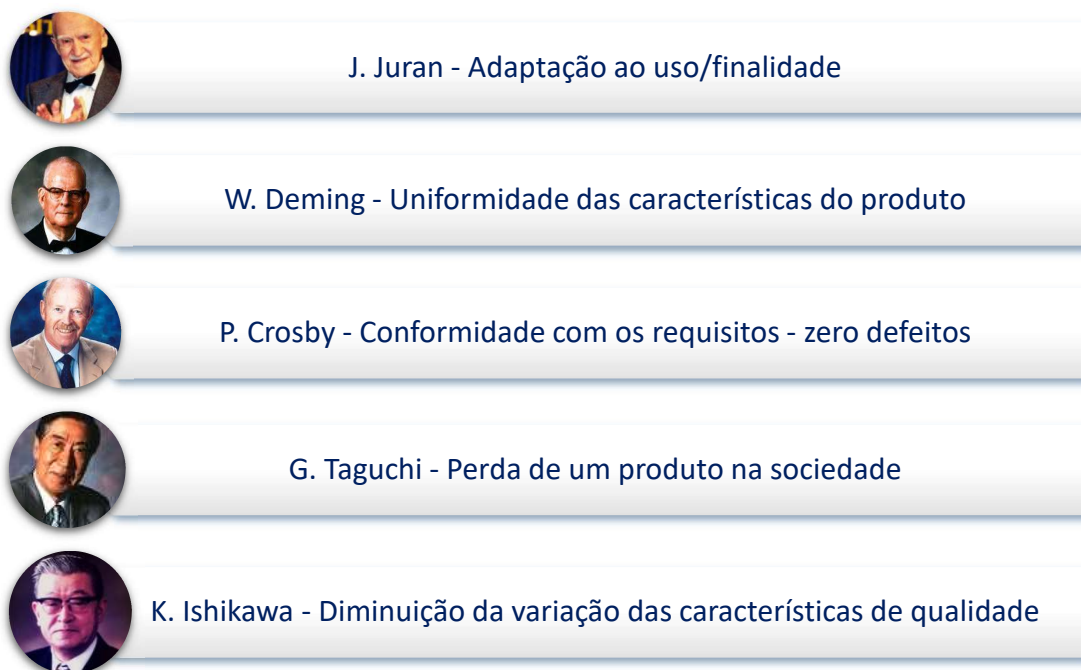 J. Juran - Adaptação ao uso/finalidade
W. Deming - Uniformidade das características do produto
P. Crosby - Conformidade com os requisitos - zero defeitos
G. Taguchi - Perda de um produto na sociedade
K. Ishikawa - Diminuição da variação das características de qualidade